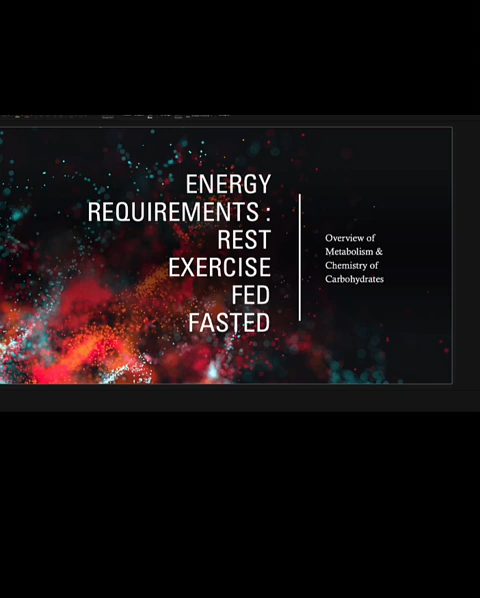 ENERGY
REQUIREMENTS :
REST
EXERCISE
FED
FASTED
Overview of
Metabolism &
Chemistry of
Carbohydrates